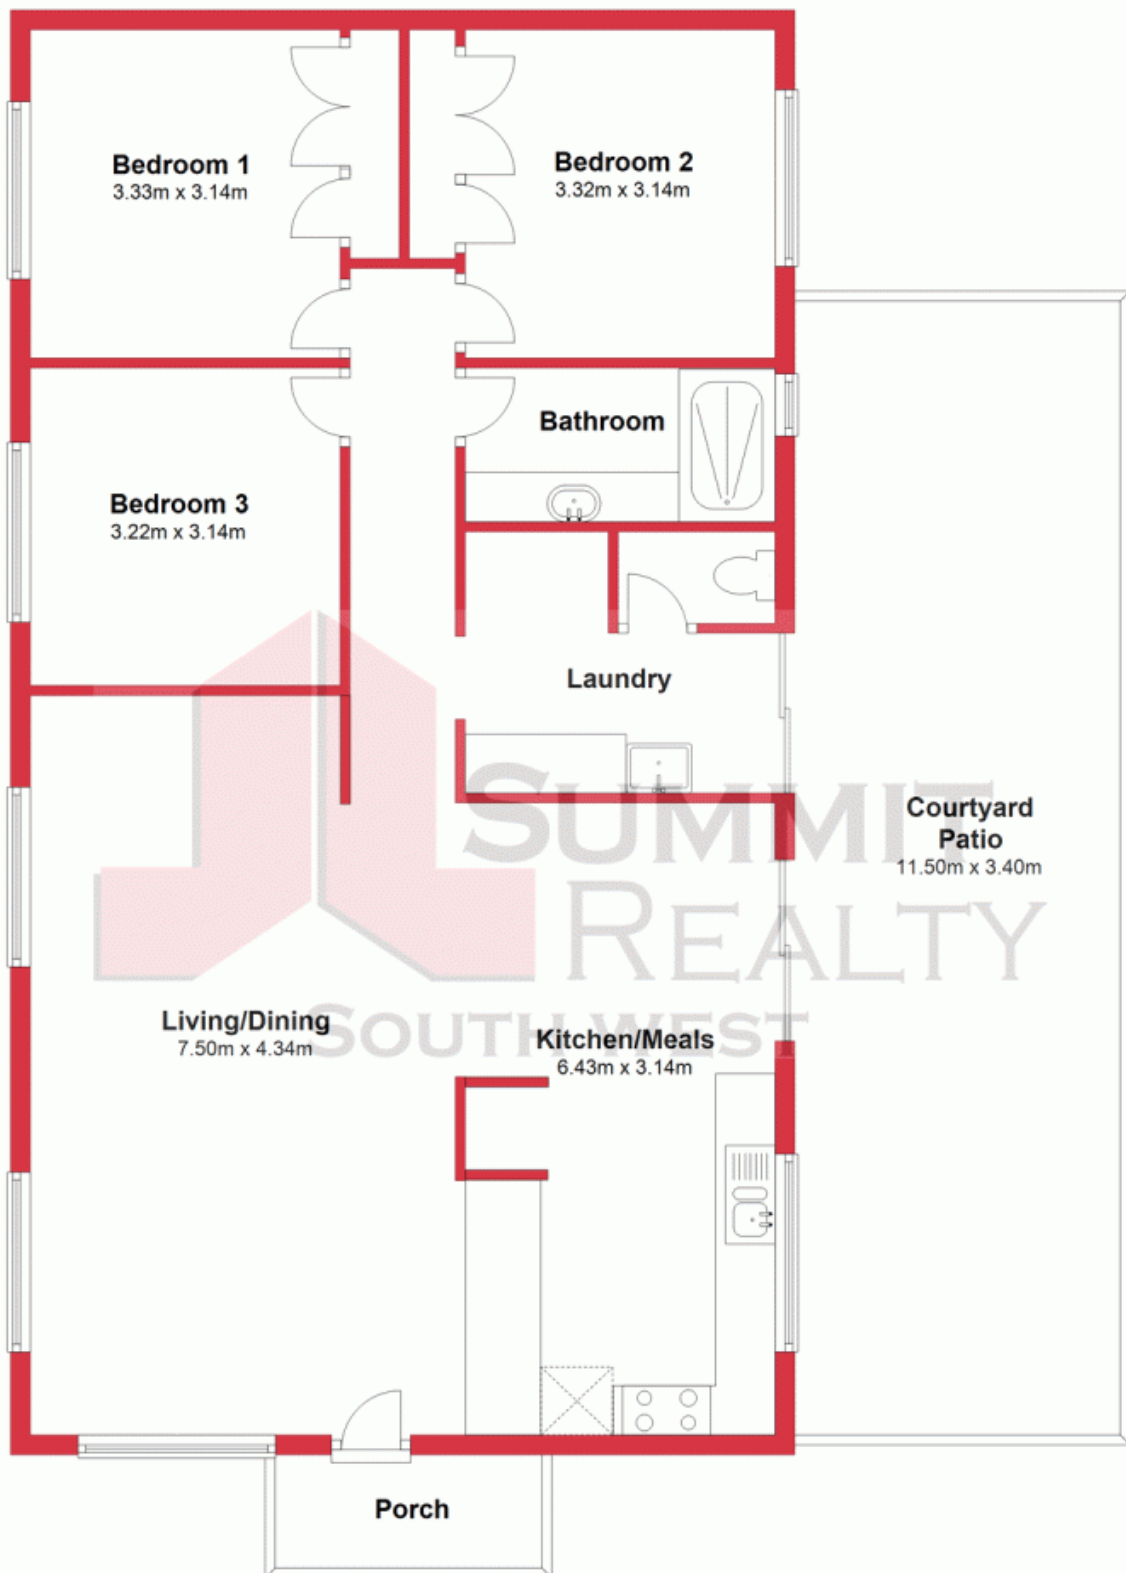 Bedroom 1
3.33m x 3.14m
Bedroom 2
3.32m x 3.14m
Bathroom
Bedroom 3
3.22m x 3.14m
Laundry
SUMMIT
REALTY
SOUTH WEST
Courtyard
Patio
11.50m x 3.40m
Living/Dining
7.50m x 4.34m
Kitchen/Meals
6.43m x 3.14m
Porch